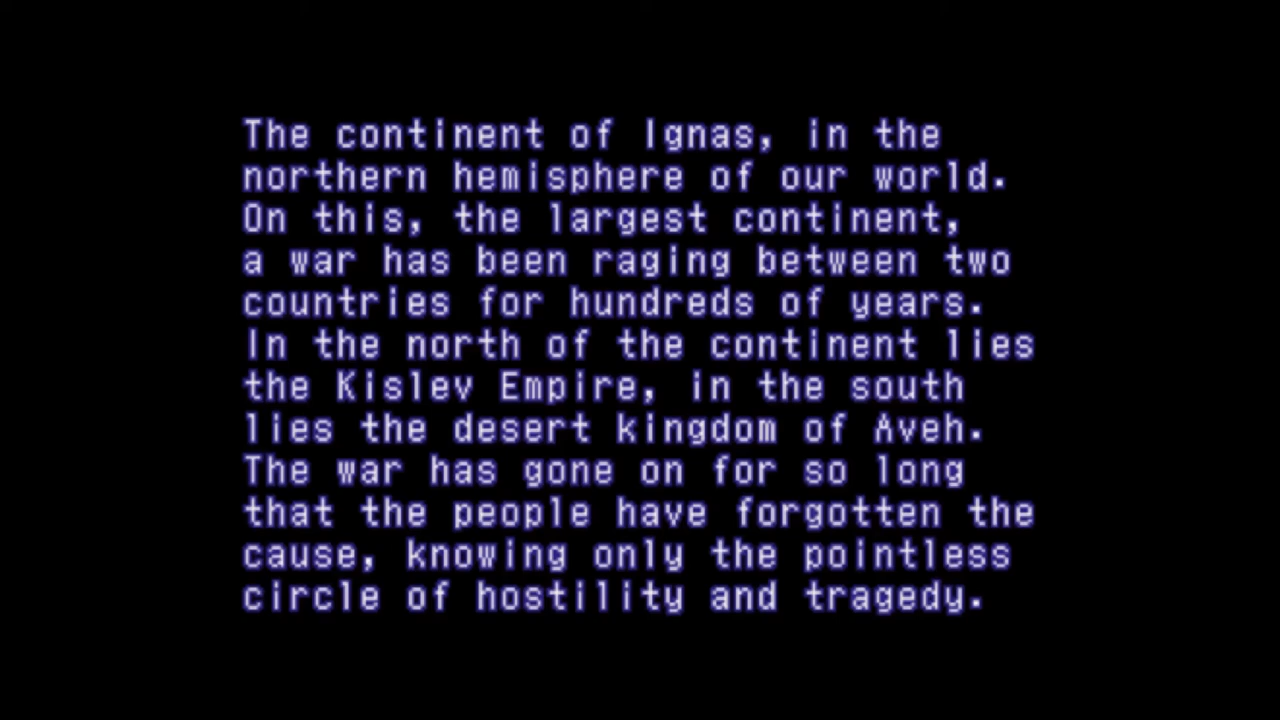 The continent of Ignas, in the
northern hemisphere of our world.
On this, the largest continent,
a war has been raging between two
countries for hundreds of years.
In the north of the continent lies
the Kislev Empire, in the south
lies the desert kingdom of Aveh.
The war has gone on for so long
that the people have forgotten the
cause, knowing only the pointless
circle of hostility and tragedy.